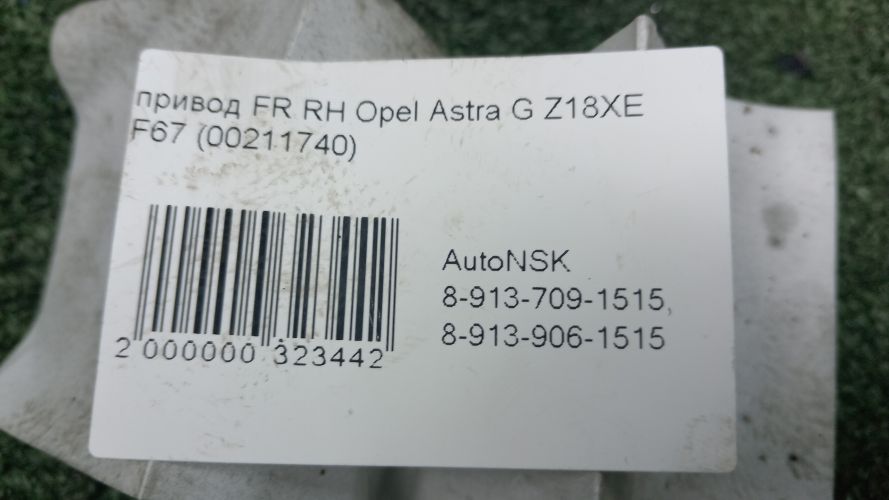 привод FR RH Opel Astra G Z18XE
F67 (00211740)
AutoNSK
8-913-709-1515,
8-913-906-1515
2 000000 323442